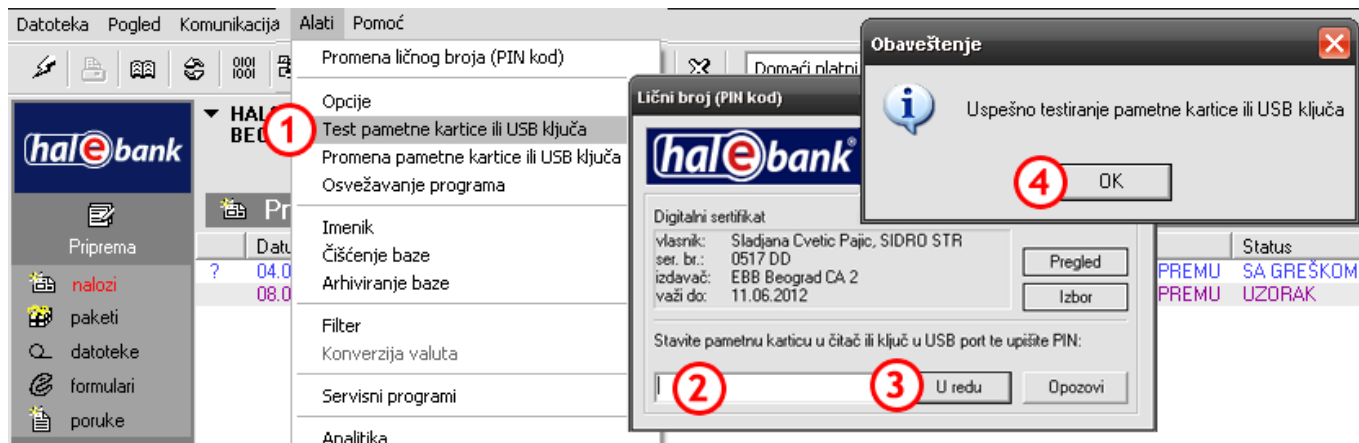 Datoteka Pogled Komunikacija Alati Pomoć
Domaći platni
halebank
HAL
BEO
Priprema
nalozi
paketi
datoteke
formulari
poruke
Pr
Datu
? 04.0
08.0
Promena ličnog broja (PIN kod)
Opcije
1 Test pametne kartice ili USB ključa
Promena pametne kartice ili USB ključa
Osvežavanje programa
Imenik
Čišćenje baze
Arhiviranje baze
Filter
Konverzija valuta
Servisni programi
Analitika
Lični broj (PIN kod)
halebank®
Digitalni sertifikat
vlasnik: Sladjana Cvetic Pajic, SIDRO STR
ser. br.: 0517 DD
izdavač: EBB Beograd CA 2
važi do: 11.06.2012
Pregled
Izbor
Stavite pametnu karticu u čitač ili ključ u USB port te upišite PIN:
2
3 U redu
Opozovi
Obaveštenje
Uspešno testiranje pametne kartice ili USB ključa
4 OK
Status
PREMU SA GREŠKOM
PREMU UZORAK